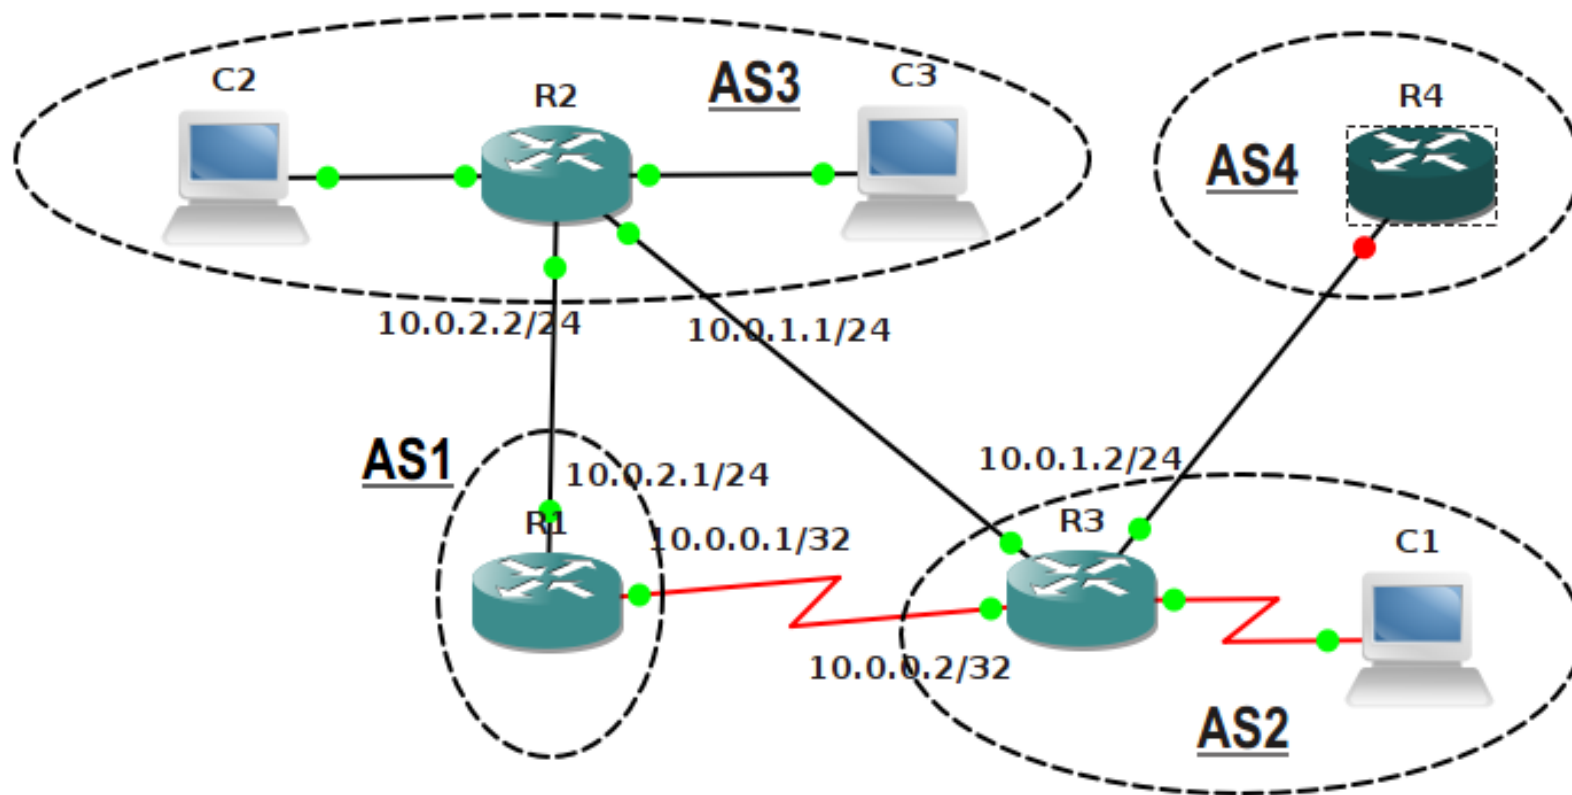 C2
R2
AS3
C3
R4
AS4
10.0.2.2/24
10.0.1.1/24
AS1
10.0.2.1/24
10.0.1.2/24
R1
10.0.0.1/32
R3
C1
10.0.0.2/32
AS2